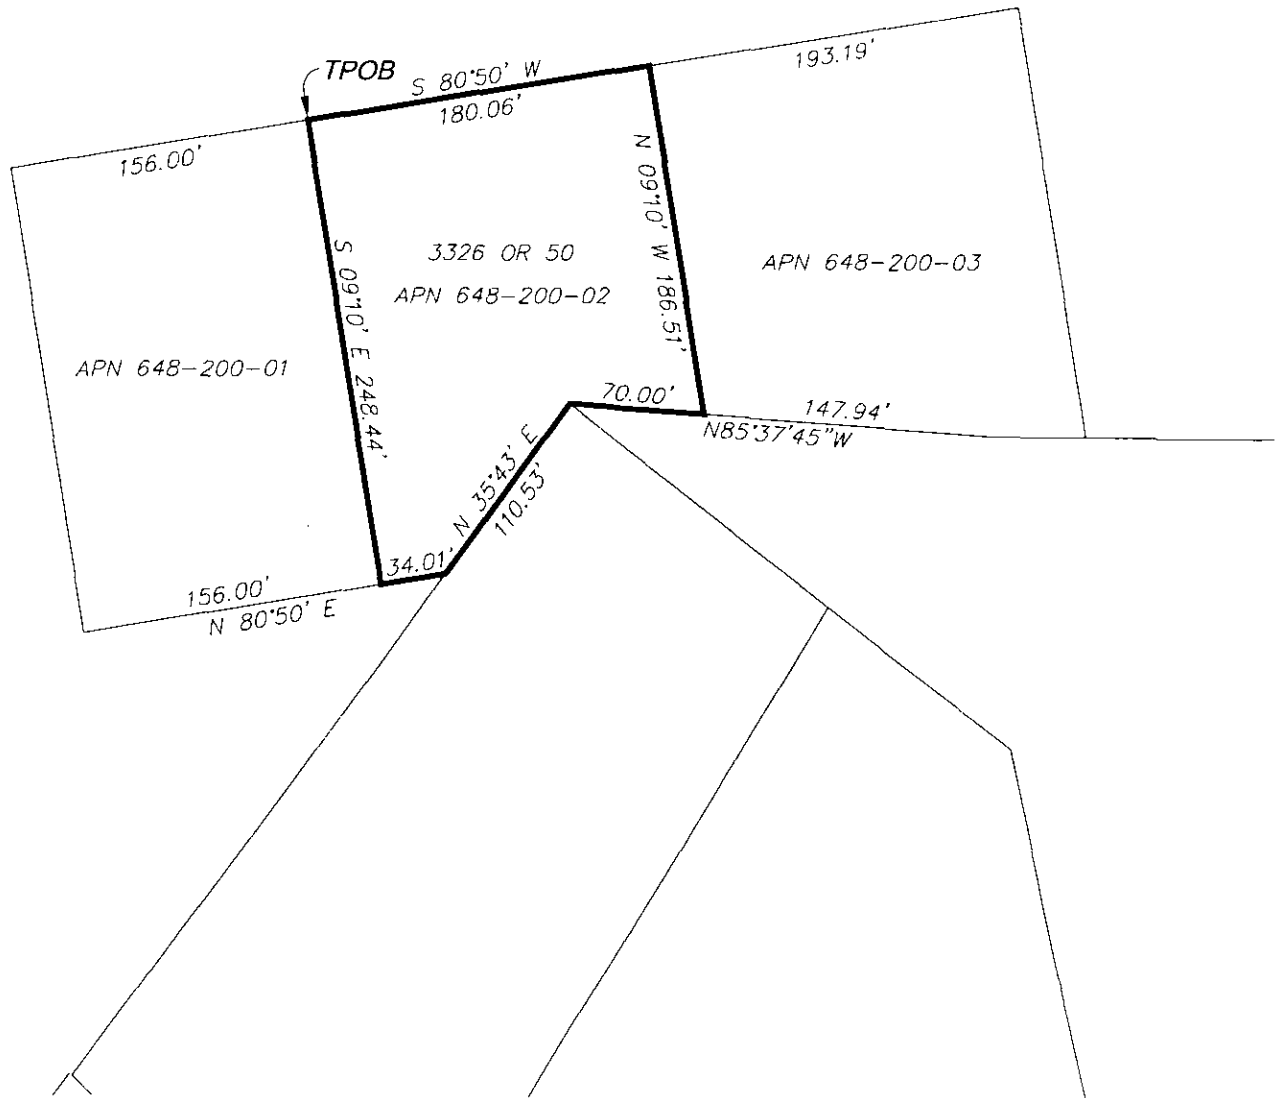 TPOB
S 80°50' W
180.06'
193.19'
156.00'
N 09°10' W 186.51'
3326 OR 50
APN 648-200-02
APN 648-200-03
S 09°10' E 248.44'
APN 648-200-01
70.00'
147.94'
N85°37'45"W
N 35°43' E
110.53'
34.01'
156.00'
N 80°50' E